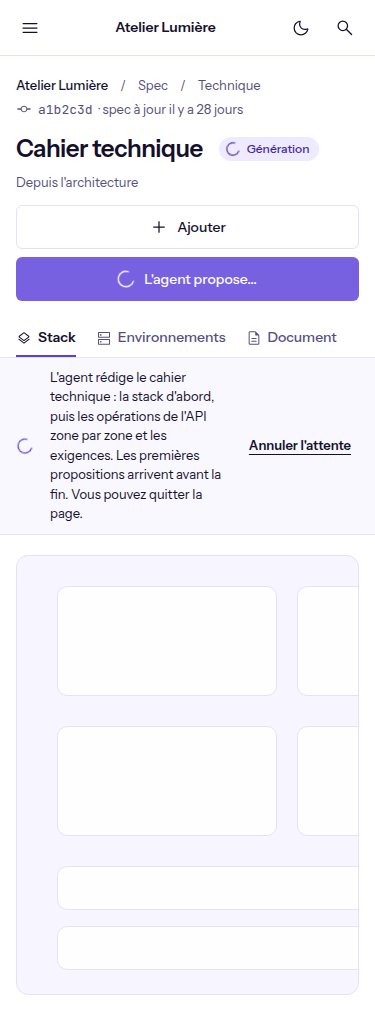 Atelier Lumière
Atelier Lumière / Spec / Technique
a1b2c3d · spec à jour il y a 28 jours
Cahier technique
Génération
Depuis l'architecture
Ajouter
L'agent propose…
Stack Environnements Document
L'agent rédige le cahier
technique : la stack d'abord,
puis les opérations de l'API
zone par zone et les
exigences. Les premières
propositions arrivent avant la
fin. Vous pouvez quitter la
page.
Annuler l'attente